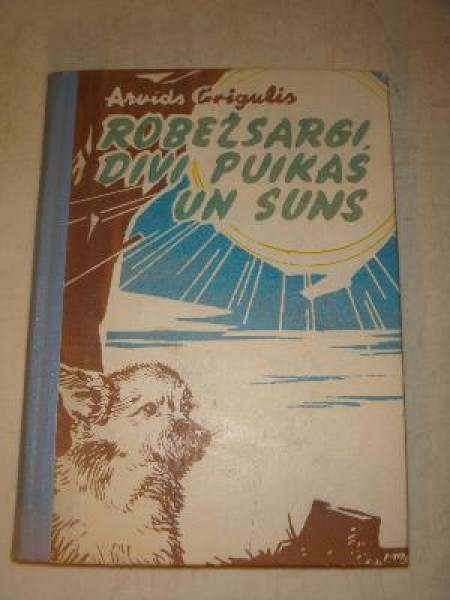 Arvīds Grigulis
ROBEŽSARGI,
DIVI PUIKAS
UN SUNS